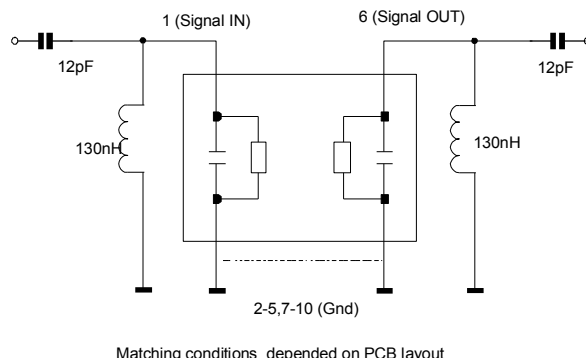 1 (Signal IN)
6 (Signal OUT)
12pF
12pF
130nH
130nH
2-5,7-10 (Gnd)
Matching conditions depended on PCB layout